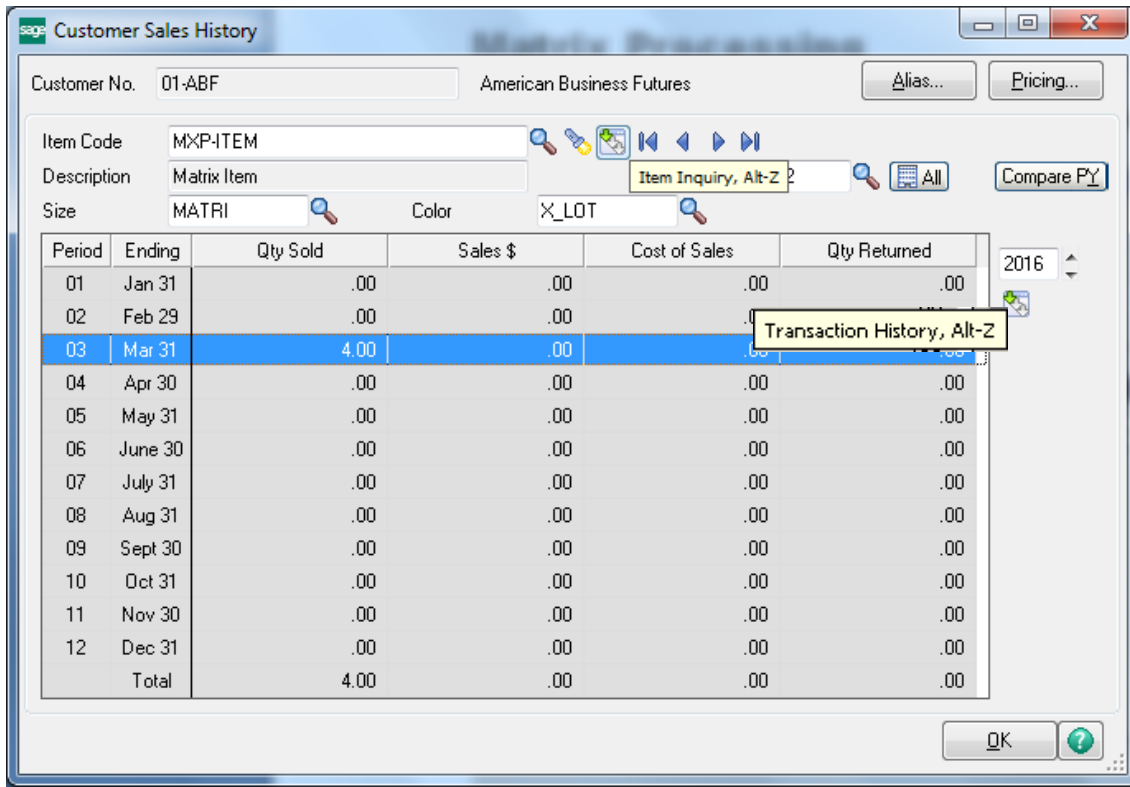 sage Customer Sales History
Matrix Processing
Customer No. 01-ABF American Business Futures Alias... Pricing...
Item Code MXP-ITEM
Description Matrix Item Item Inquiry, Alt-Z 2 All Compare PY
Size MATRI Color X_LOT
Period Ending Qty Sold Sales $ Cost of Sales Qty Returned 2016
01 Jan 31 .00 .00 .00 .00
02 Feb 29 .00 .00
Transaction History, Alt-Z
03 Mar 31 4.00 .00
04 Apr 30 .00 .00 .00 .00
05 May 31 .00 .00 .00 .00
06 June 30 .00 .00 .00 .00
07 July 31 .00 .00 .00 .00
08 Aug 31 .00 .00 .00 .00
09 Sept 30 .00 .00 .00 .00
10 Oct 31 .00 .00 .00 .00
11 Nov 30 .00 .00 .00 .00
12 Dec 31 .00 .00 .00 .00
Total 4.00 .00 .00 .00
OK ?